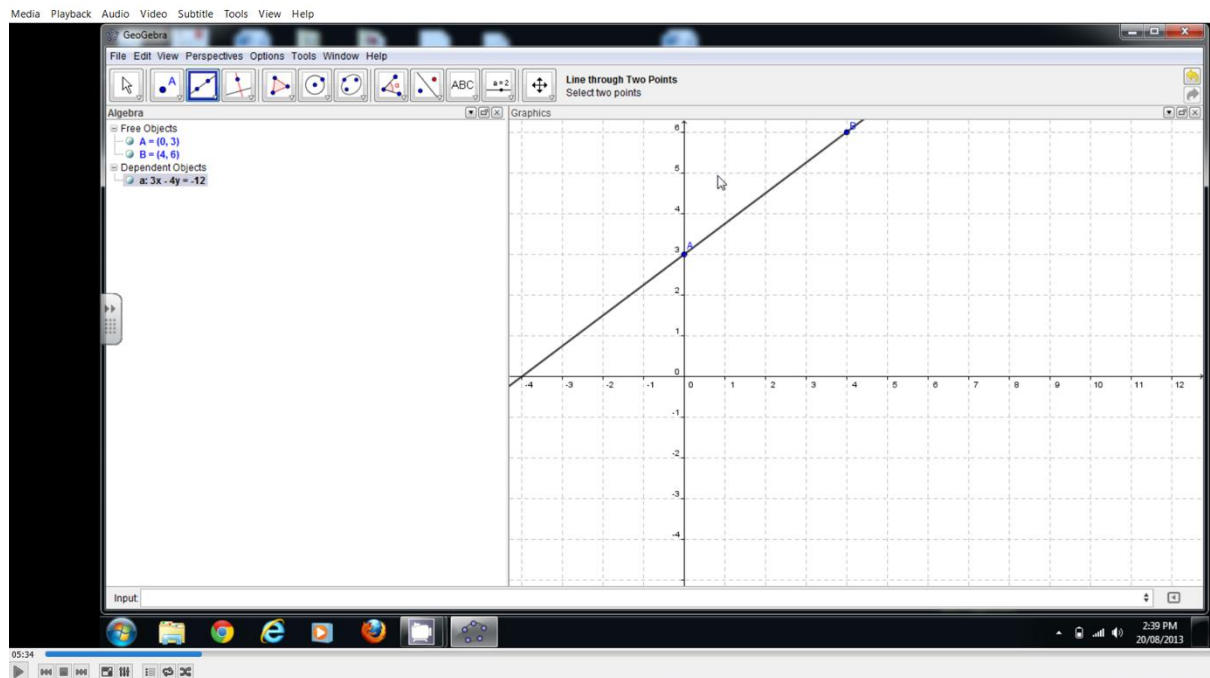 Media Playback Audio Video Subtitle Tools View Help
GeoGebra
File Edit View Perspectives Options Tools Window Help
A
ABC
a=2
Line through Two Points
Select two points
Algebra
Graphics
Free Objects
A = (0, 3)
B = (4, 6)
Dependent Objects
a: 3x - 4y = -12
6
B
5
4
3
A
2
1
0
-4 -3 -2 -1 0 1 2 3 4 5 6 7 8 9 10 11 12
-1
-2
-3
-4
Input:
2:39 PM
20/08/2013
05:34